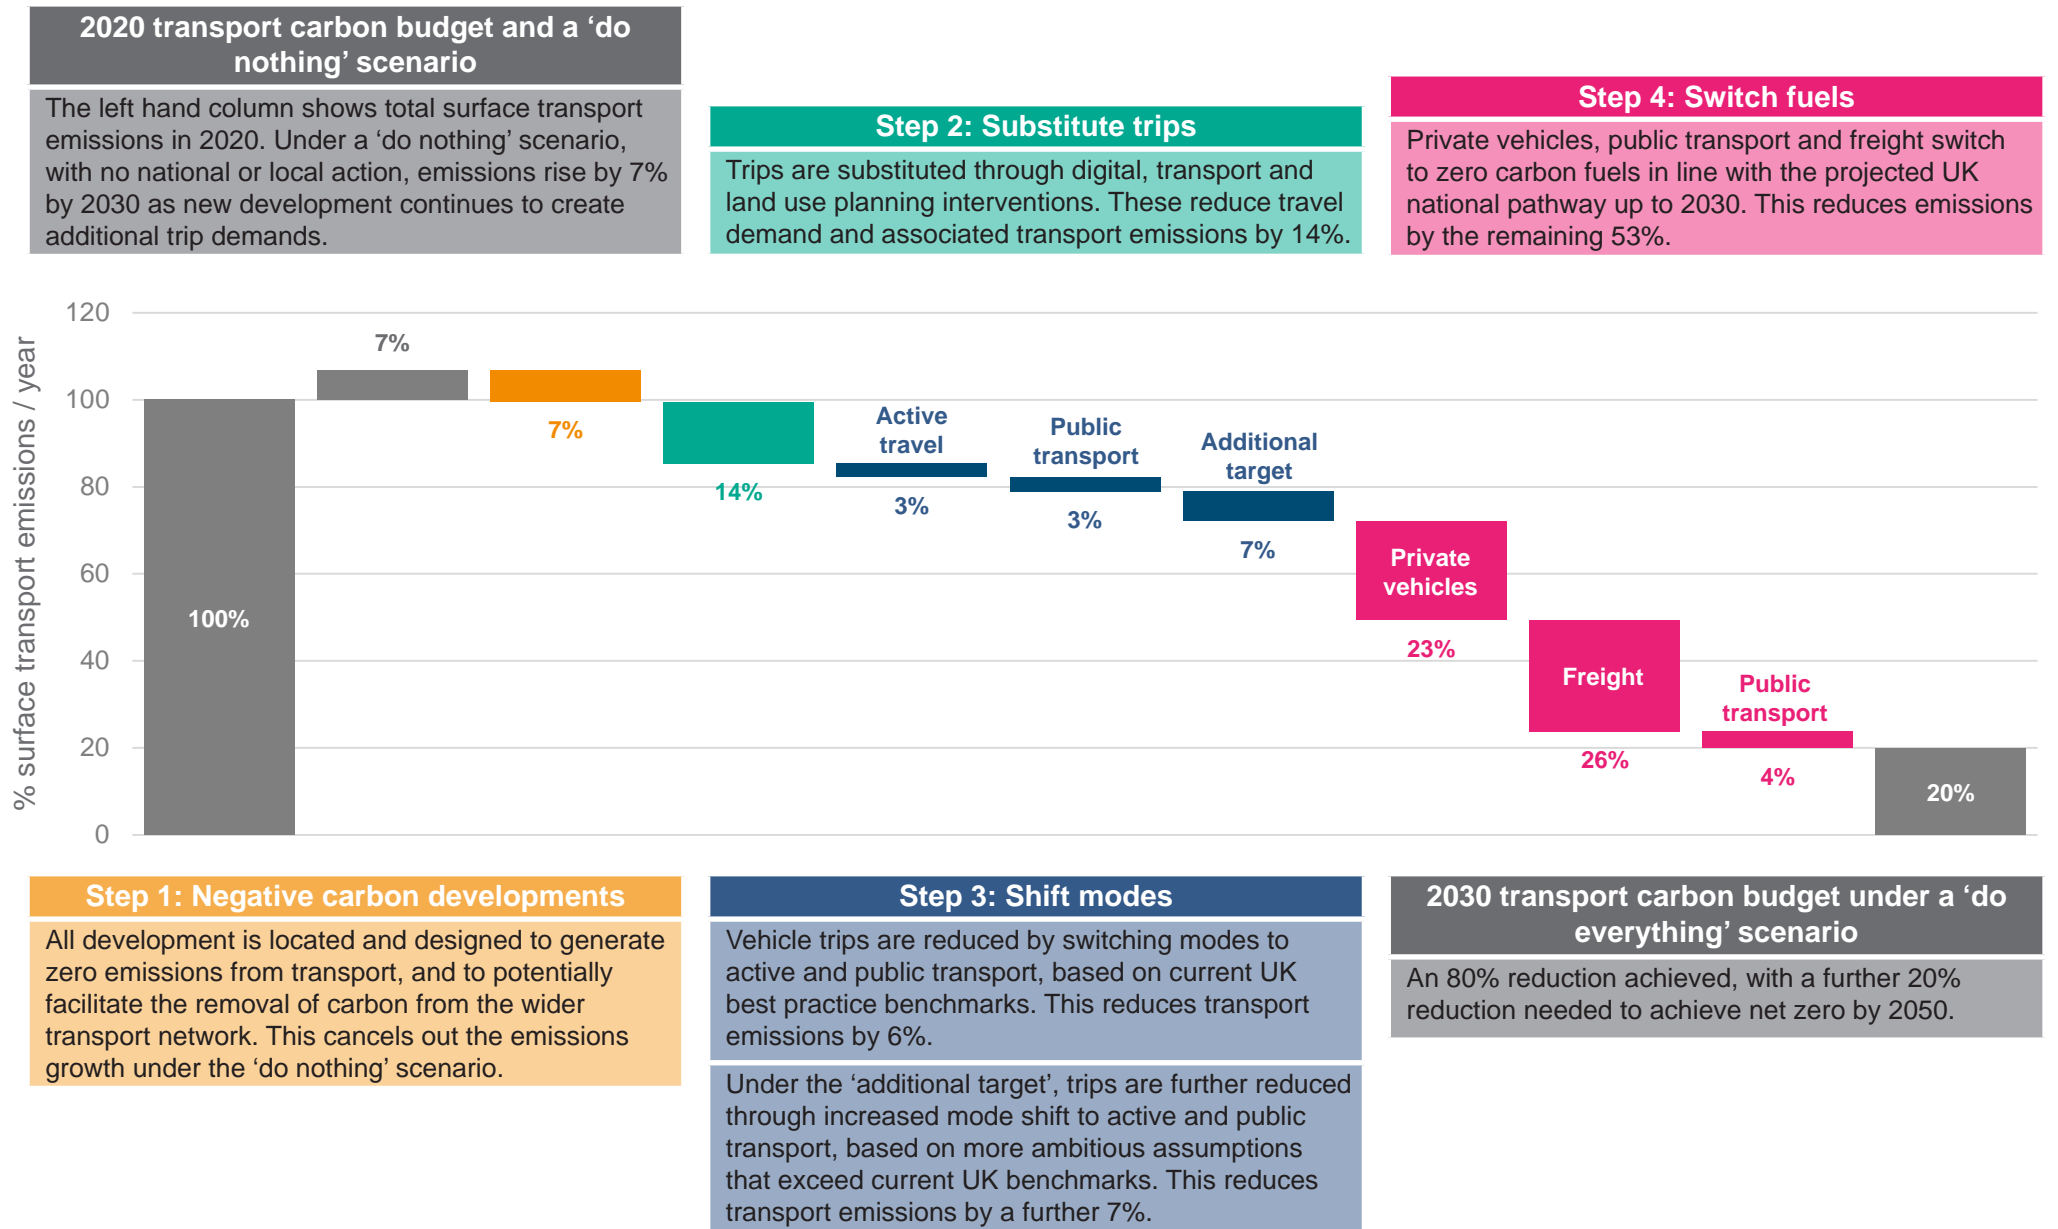 2020 transport carbon budget and a ‘do
nothing’ scenario
The left hand column shows total surface transport
emissions in 2020. Under a ‘do nothing’ scenario,
with no national or local action, emissions rise by 7%
by 2030 as new development continues to create
additional trip demands.
Step 2: Substitute trips
Trips are substituted through digital, transport and
land use planning interventions. These reduce travel
demand and associated transport emissions by 14%.
Step 4: Switch fuels
Private vehicles, public transport and freight switch
to zero carbon fuels in line with the projected UK
national pathway up to 2030. This reduces emissions
by the remaining 53%.
% surface transport emissions / year
120
100
80
60
40
20
0
100%
7%
7%
14%
Active
travel
3%
Public
transport
3%
Additional
target
7%
Private
vehicles
23%
Freight
26%
Public
transport
4%
20%
Step 1: Negative carbon developments
All development is located and designed to generate
zero emissions from transport, and to potentially
facilitate the removal of carbon from the wider
transport network. This cancels out the emissions
growth under the ‘do nothing’ scenario.
Step 3: Shift modes
Vehicle trips are reduced by switching modes to
active and public transport, based on current UK
best practice benchmarks. This reduces transport
emissions by 6%.
Under the ‘additional target’, trips are further reduced
through increased mode shift to active and public
transport, based on more ambitious assumptions
that exceed current UK benchmarks. This reduces
transport emissions by a further 7%.
2030 transport carbon budget under a ‘do
everything’ scenario
An 80% reduction achieved, with a further 20%
reduction needed to achieve net zero by 2050.